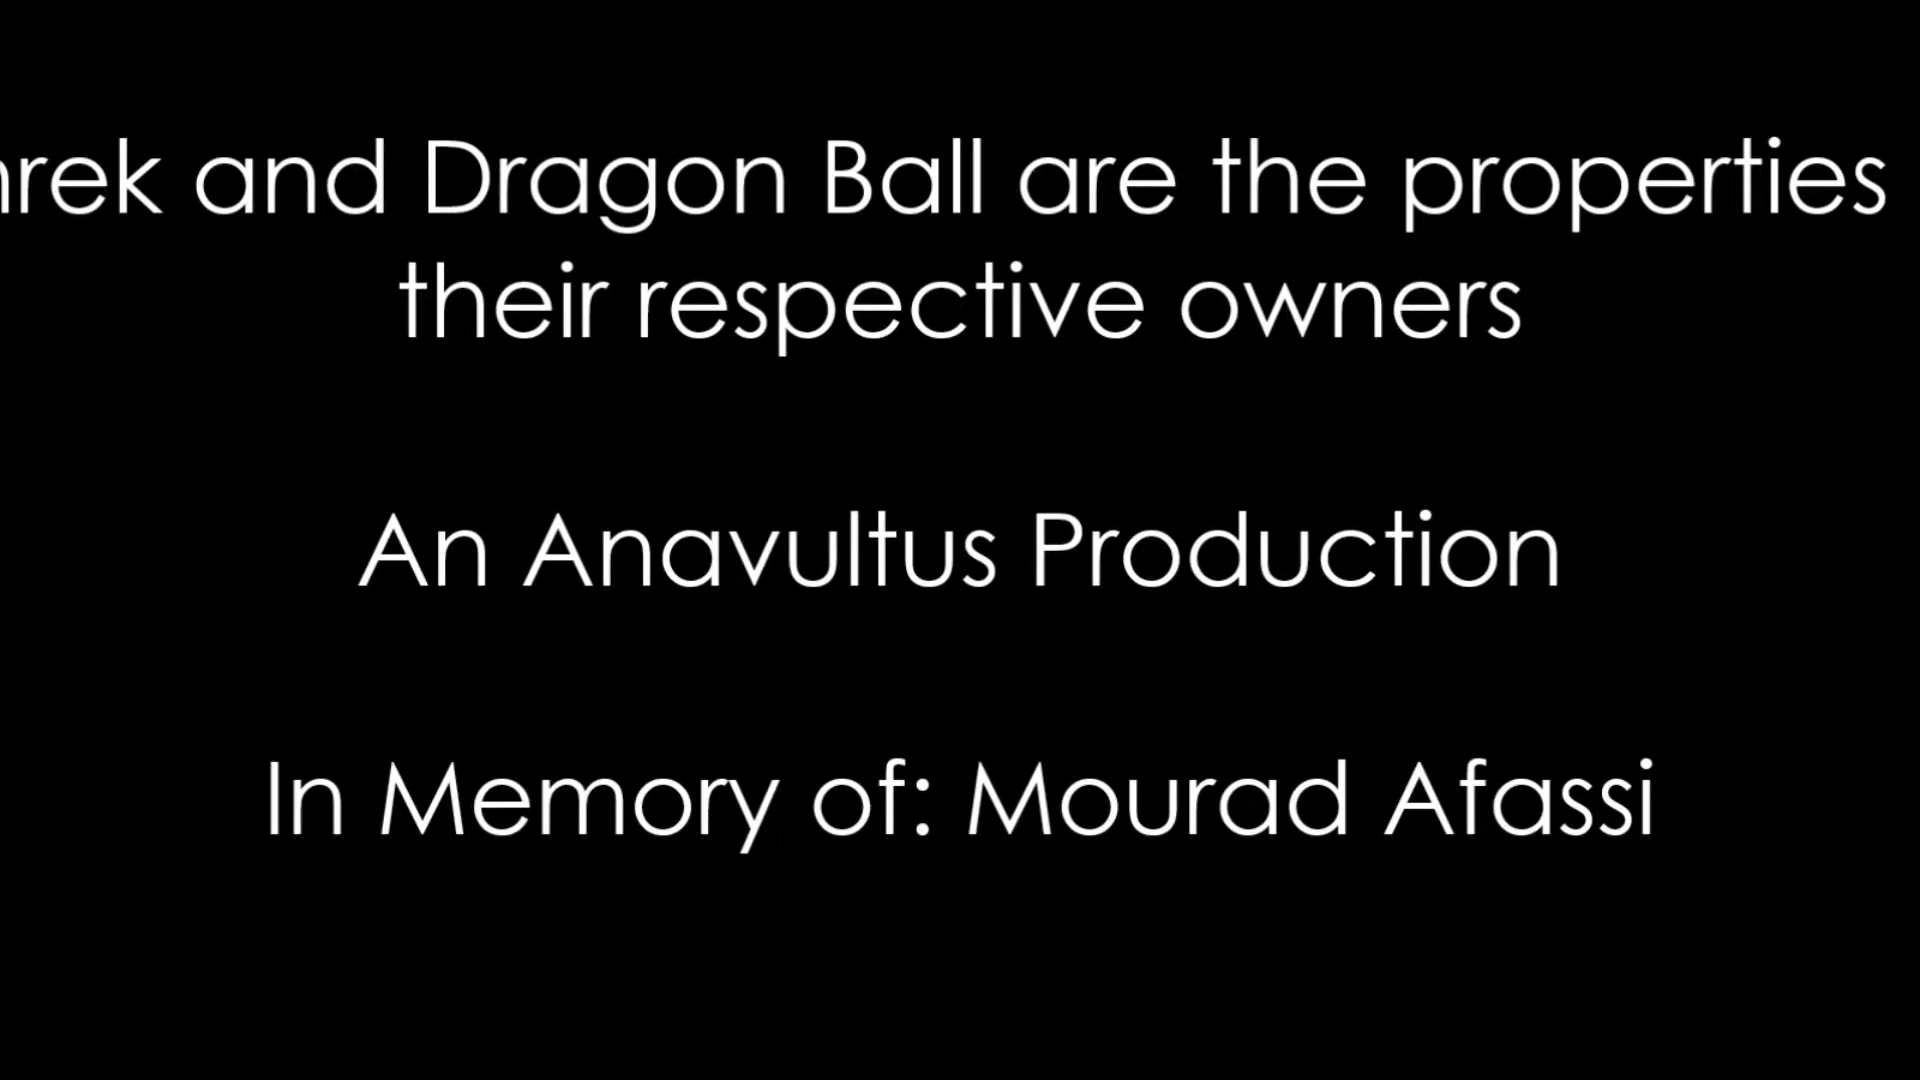 hrek and Dragon Ball are the properties
their respective owners
An Anavultus Production
In Memory of: Mourad Afassi